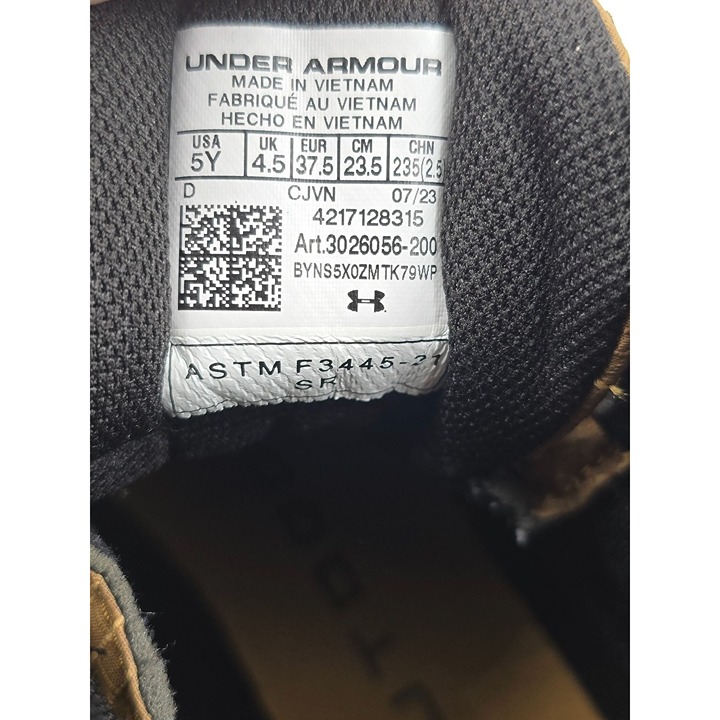 UNDER ARMOUR
MADE IN VIETNAM
FABRIQUÉ AU VIETNAM
HECHO EN VIETNAM
USA UK EUR CM CHN
5Y 4.5 37.5 23.5 235(2.5)
D CJVN 07/23
4217128315
Art.3026056-200
BYNS5X0ZMTK79WP
ASTM F3445-21
SR